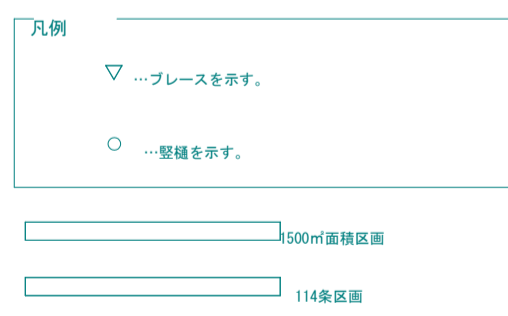 凡例
▽ …ブレースを示す。
○ …竪樋を示す。
1500㎡面積区画
114条区画